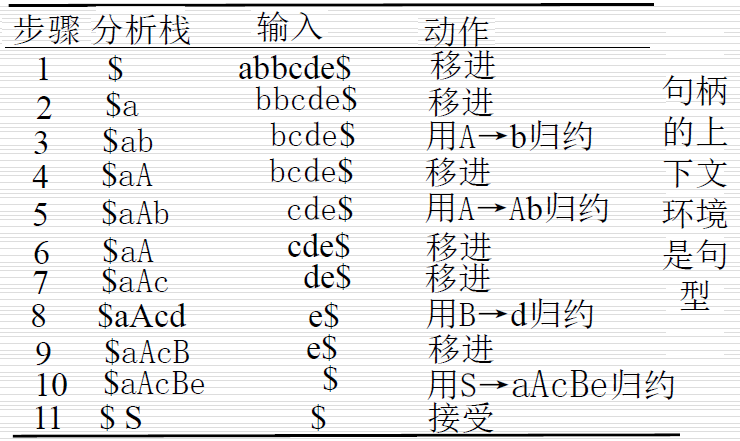 步骤 分析栈 输入 动作
1 $ abbcde$ 移进
2 $a bbcde$ 移进
3 $ab bcde$ 用A→b归约
4 $aA bcde$ 移进
5 $aAb cde$ 用A→Ab归约
6 $aA cde$ 移进
7 $aAc de$ 移进
8 $aAcd e$ 用B→d归约
9 $aAcB e$ 移进
10 $aAcBe $ 用S→aAcBe归约
11 $ S $ 接受
句柄
的上
下文
环境
是句
型